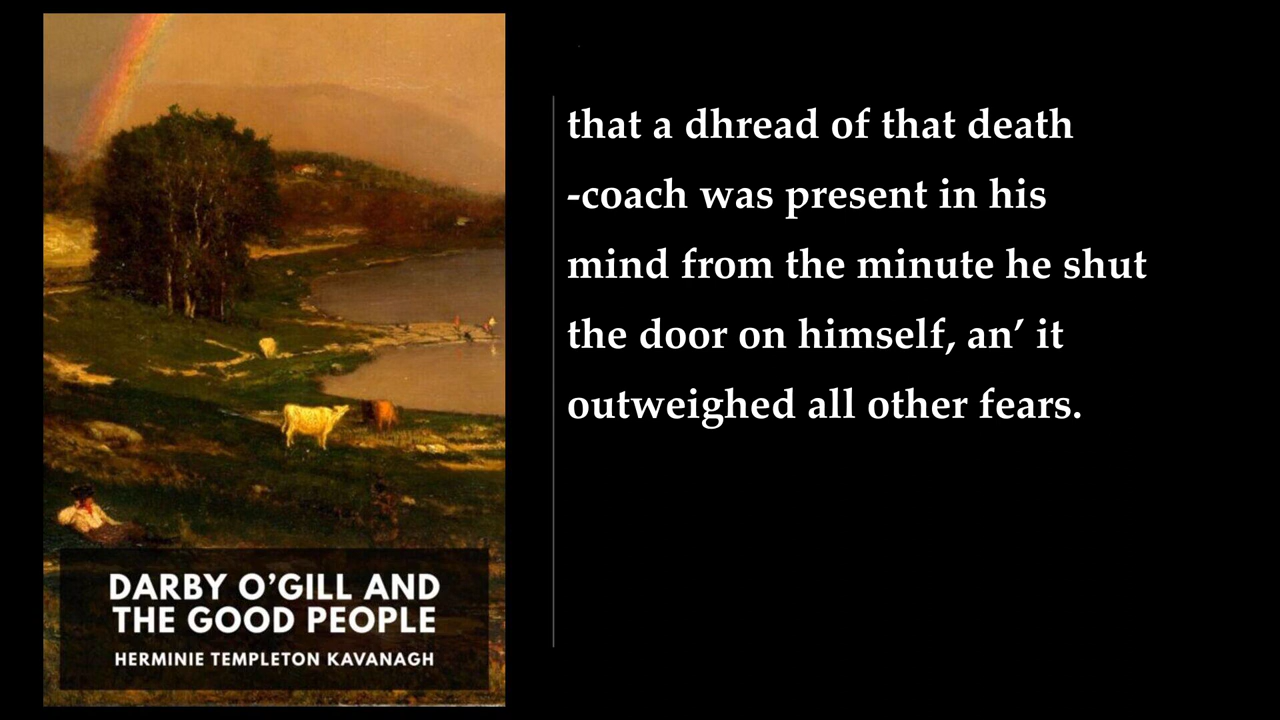 DARBY O’GILL AND
THE GOOD PEOPLE
HERMINIE TEMPLETON KAVANAGH
that a dhread of that death
-coach was present in his
mind from the minute he shut
the door on himself, an’ it
outweighed all other fears.